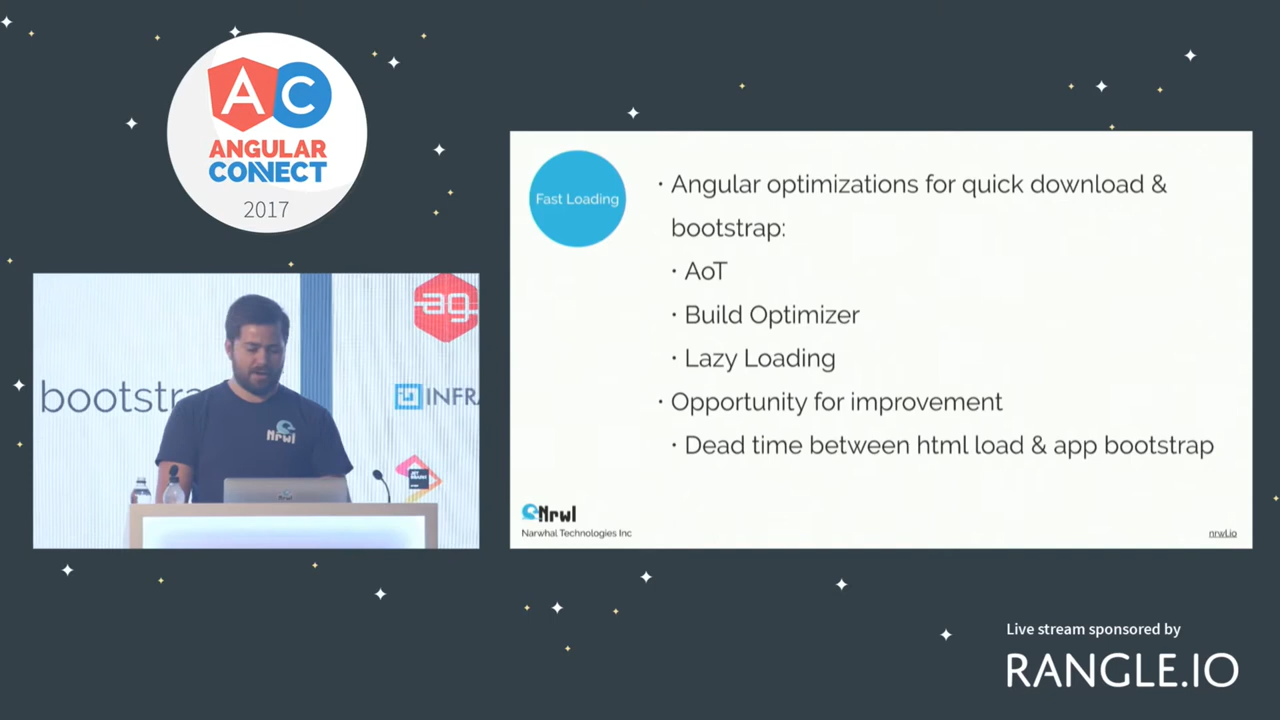 AC
ANGULAR
CONNECT
2017
ag
bootstra
INFRA
Nrwl
Fast Loading
· Angular optimizations for quick download &
bootstrap:
· AoT
· Build Optimizer
· Lazy Loading
· Opportunity for improvement
· Dead time between html load & app bootstrap
Nrwl
Narwhal Technologies Inc
nrwl.io
Live stream sponsored by
RANGLE.IO